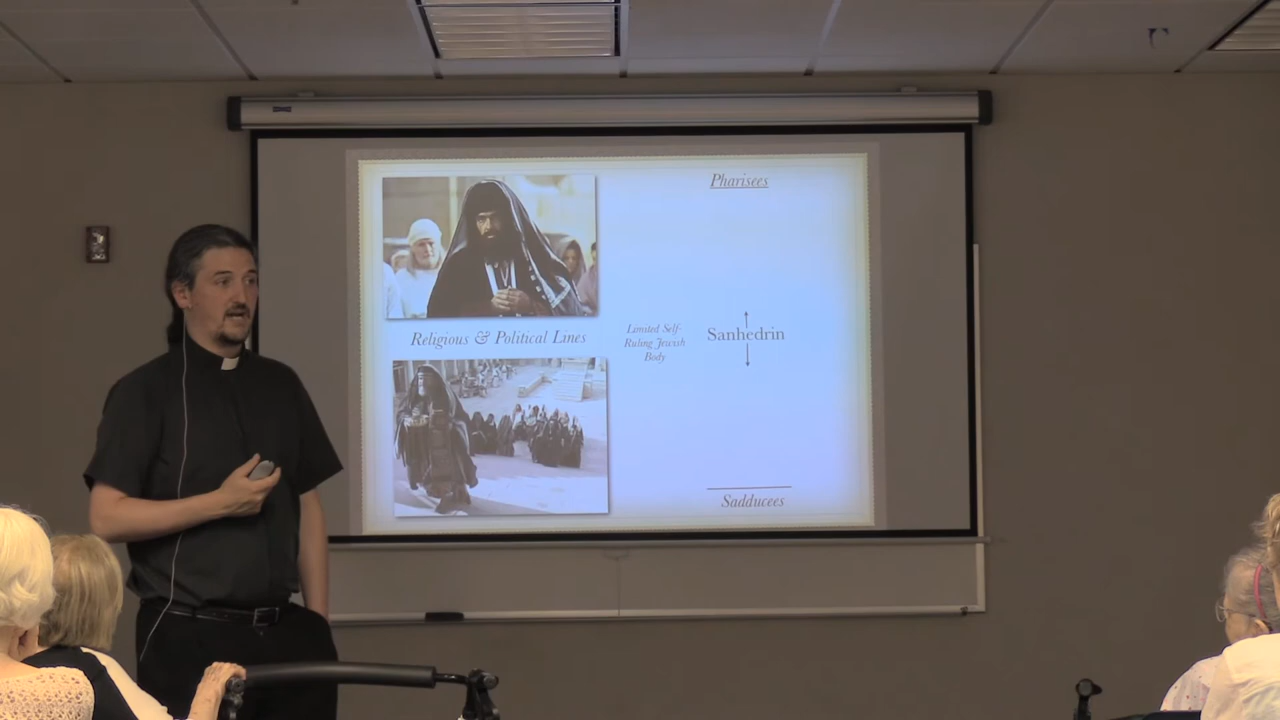 Pharisees
Religious & Political Lines
Limited Self-
Ruling Jewish
Body
Sanhedrin
Sadducees